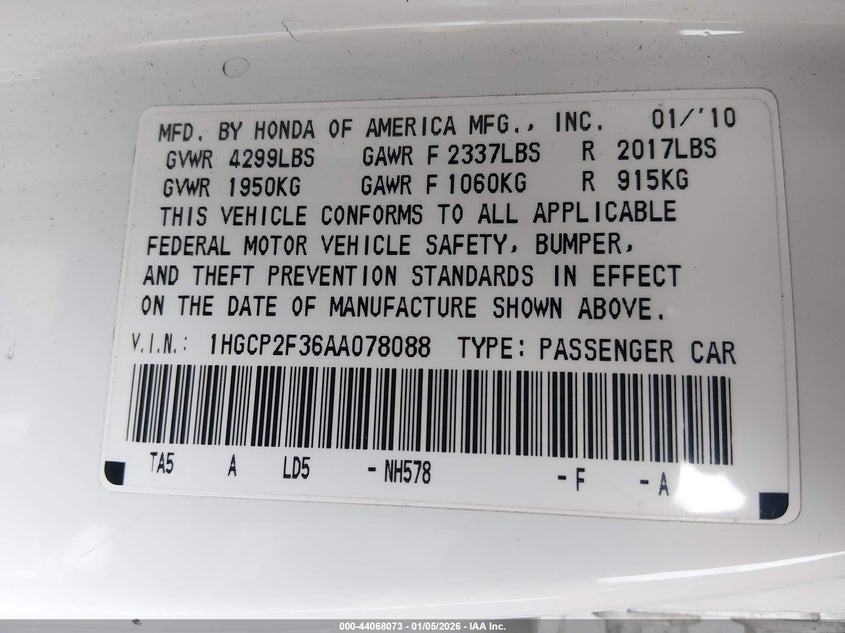 MFD. BY HONDA OF AMERICA MFG., INC. 01/'10
GVWR 4299LBS GAWR F 2337LBS R 2017LBS
GVWR 1950KG GAWR F 1060KG R 915KG
THIS VEHICLE CONFORMS TO ALL APPLICABLE
FEDERAL MOTOR VEHICLE SAFETY, BUMPER,
AND THEFT PREVENTION STANDARDS IN EFFECT
ON THE DATE OF MANUFACTURE SHOWN ABOVE.
V.I.N.: 1HGCP2F36AA078088 TYPE: PASSENGER CAR
TA5 A LD5 -NH578 -F -A
000-44068073 — 01/05/2026 — IAA Inc.